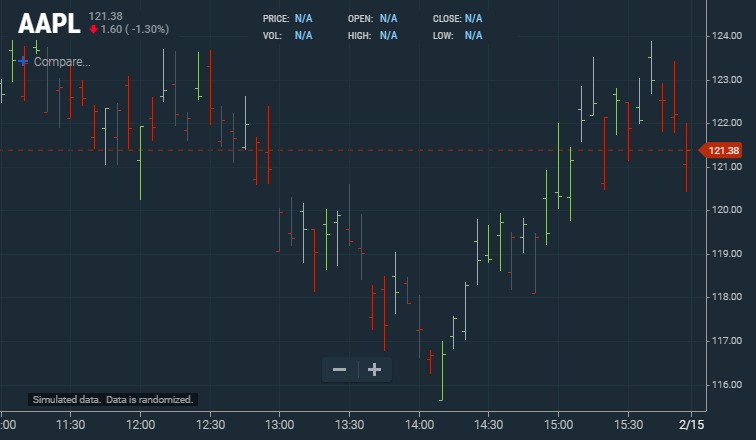 AAPL
121.38
1.60 ( -1.30%)
PRICE: N/A OPEN: N/A CLOSE: N/A
VOL: N/A HIGH: N/A LOW: N/A
+ Compare...
124.00
123.00
122.00
121.38
121.00
120.00
119.00
118.00
117.00
116.00
− +
Simulated data. Data is randomized.
:00 11:30 12:00 12:30 13:00 13:30 14:00 14:30 15:00 15:30 2/15